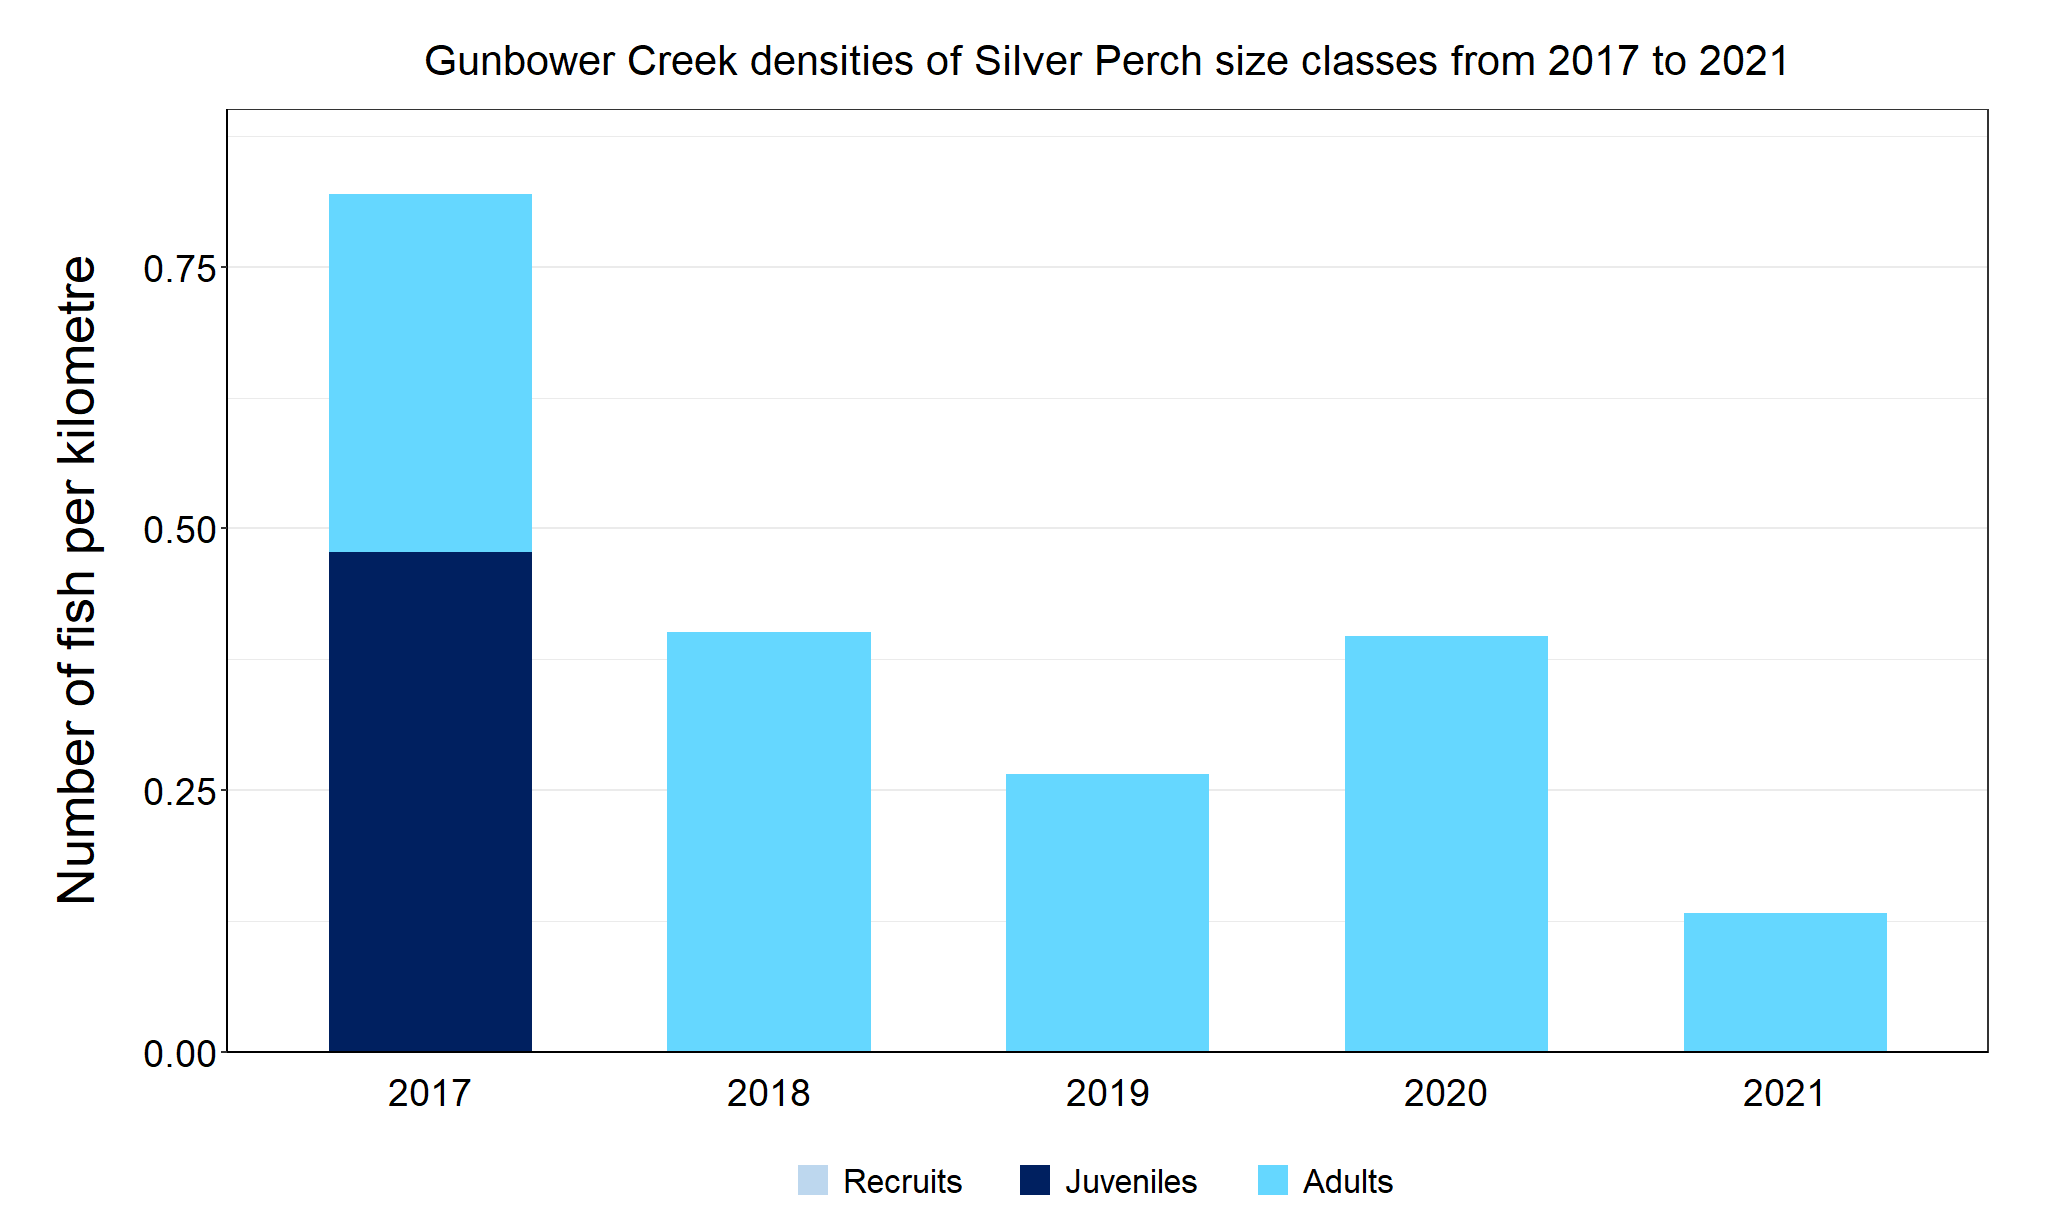 Gunbower Creek densities of Silver Perch size classes from 2017 to 2021
Number of fish per kilometre
0.75
0.50
0.25
0.00
2017 2018 2019 2020 2021
Recruits Juveniles Adults